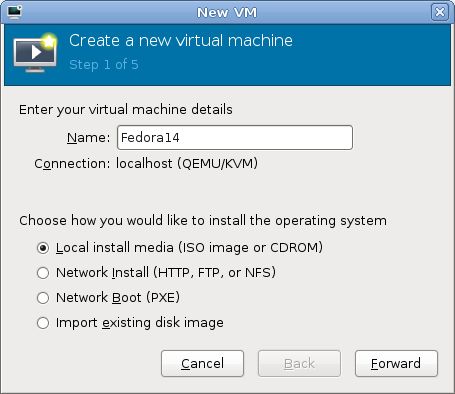 New VM
Create a new virtual machine
Step 1 of 5
Enter your virtual machine details
Name: Fedora14
Connection: localhost (QEMU/KVM)
Choose how you would like to install the operating system
Local install media (ISO image or CDROM)
Network Install (HTTP, FTP, or NFS)
Network Boot (PXE)
Import existing disk image
Cancel Back Forward